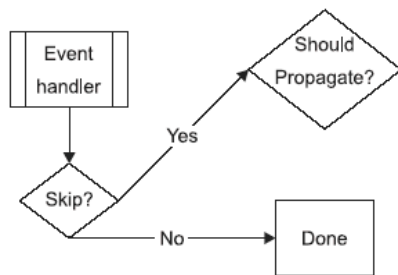 Event
handler
Should
Propagate?
Yes
Skip?
No
Done